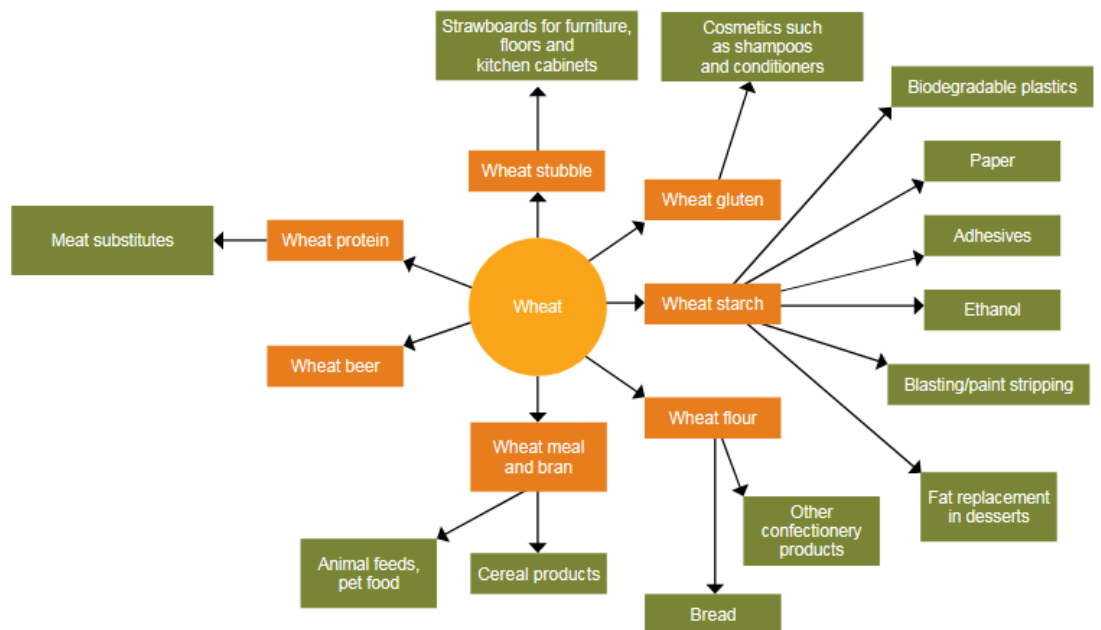 Strawboards for furniture,
floors and
kitchen cabinets
Cosmetics such
as shampoos
and conditioners
Biodegradable plastics
Wheat stubble
Paper
Wheat gluten
Meat substitutes
Wheat protein
Adhesives
Wheat
Wheat starch
Ethanol
Wheat beer
Blasting/paint stripping
Wheat flour
Wheat meal
and bran
Fat replacement
in desserts
Other
confectionery
products
Animal feeds,
pet food
Cereal products
Bread